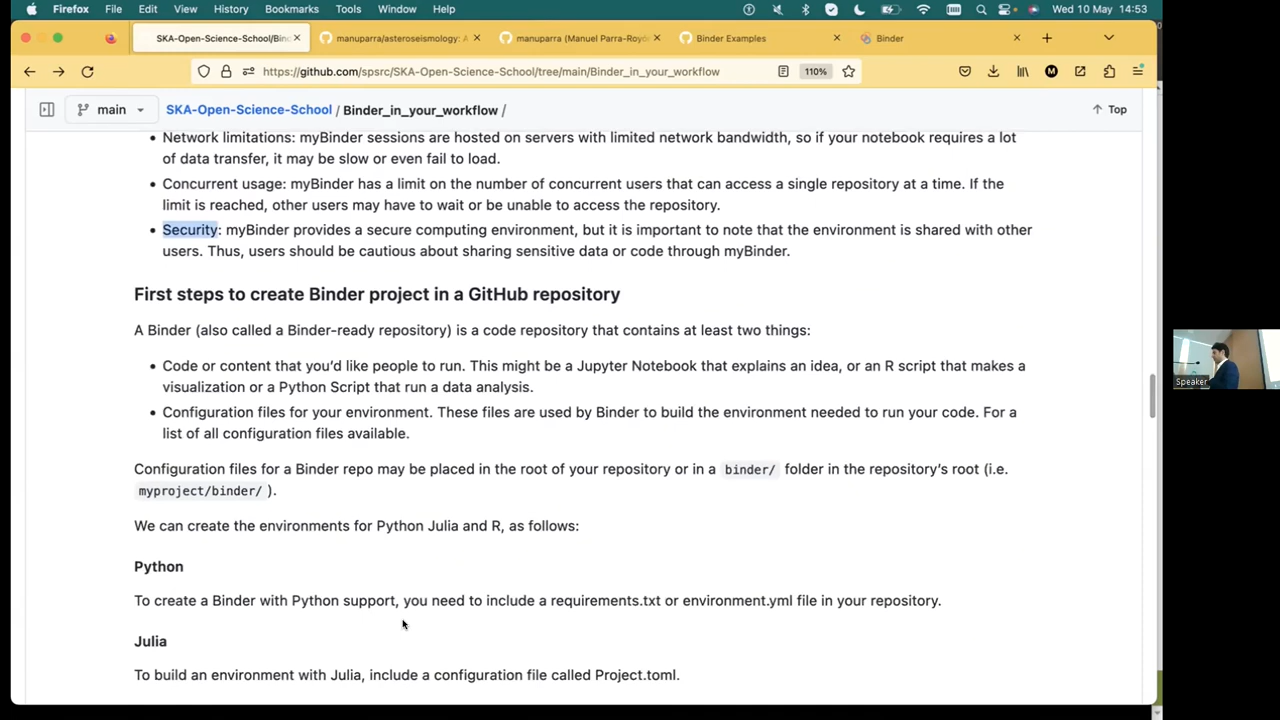 Firefox File Edit View History Bookmarks Tools Window Help Wed 10 May 14:53
SKA-Open-Science-School/Bin manuparra/asteroseismology: A manuparra (Manuel Parra-Royón Binder Examples Binder
https://github.com/spsrc/SKA-Open-Science-School/tree/main/Binder_in_your_workflow 110%
main SKA-Open-Science-School / Binder_in_your_workflow / Top
• Network limitations: myBinder sessions are hosted on servers with limited network bandwidth, so if your notebook requires a lot
of data transfer, it may be slow or even fail to load.
• Concurrent usage: myBinder has a limit on the number of concurrent users that can access a single repository at a time. If the
limit is reached, other users may have to wait or be unable to access the repository.
• Security: myBinder provides a secure computing environment, but it is important to note that the environment is shared with other
users. Thus, users should be cautious about sharing sensitive data or code through myBinder.
First steps to create Binder project in a GitHub repository
A Binder (also called a Binder-ready repository) is a code repository that contains at least two things:
• Code or content that you’d like people to run. This might be a Jupyter Notebook that explains an idea, or an R script that makes a
visualization or a Python Script that run a data analysis.
• Configuration files for your environment. These files are used by Binder to build the environment needed to run your code. For a
list of all configuration files available.
Configuration files for a Binder repo may be placed in the root of your repository or in a binder/ folder in the repository’s root (i.e.
myproject/binder/ ).
We can create the environments for Python Julia and R, as follows:
Python
To create a Binder with Python support, you need to include a requirements.txt or environment.yml file in your repository.
Julia
To build an environment with Julia, include a configuration file called Project.toml.
Speaker